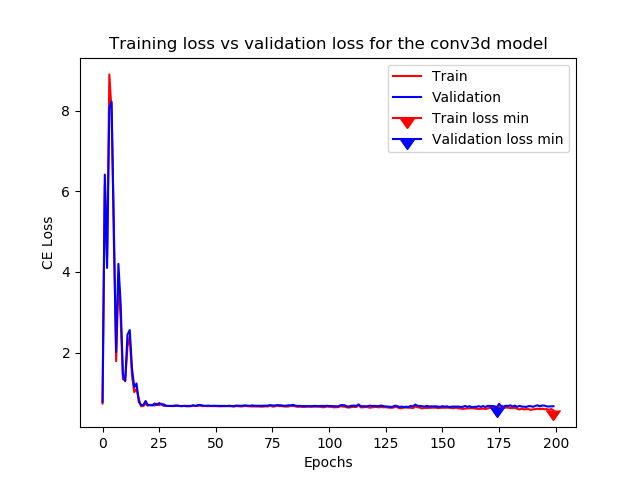 Training loss vs validation loss for the conv3d model
Train
Validation
Train loss min
Validation loss min
CE Loss
8
6
4
2
0 25 50 75 100 125 150 175 200
Epochs